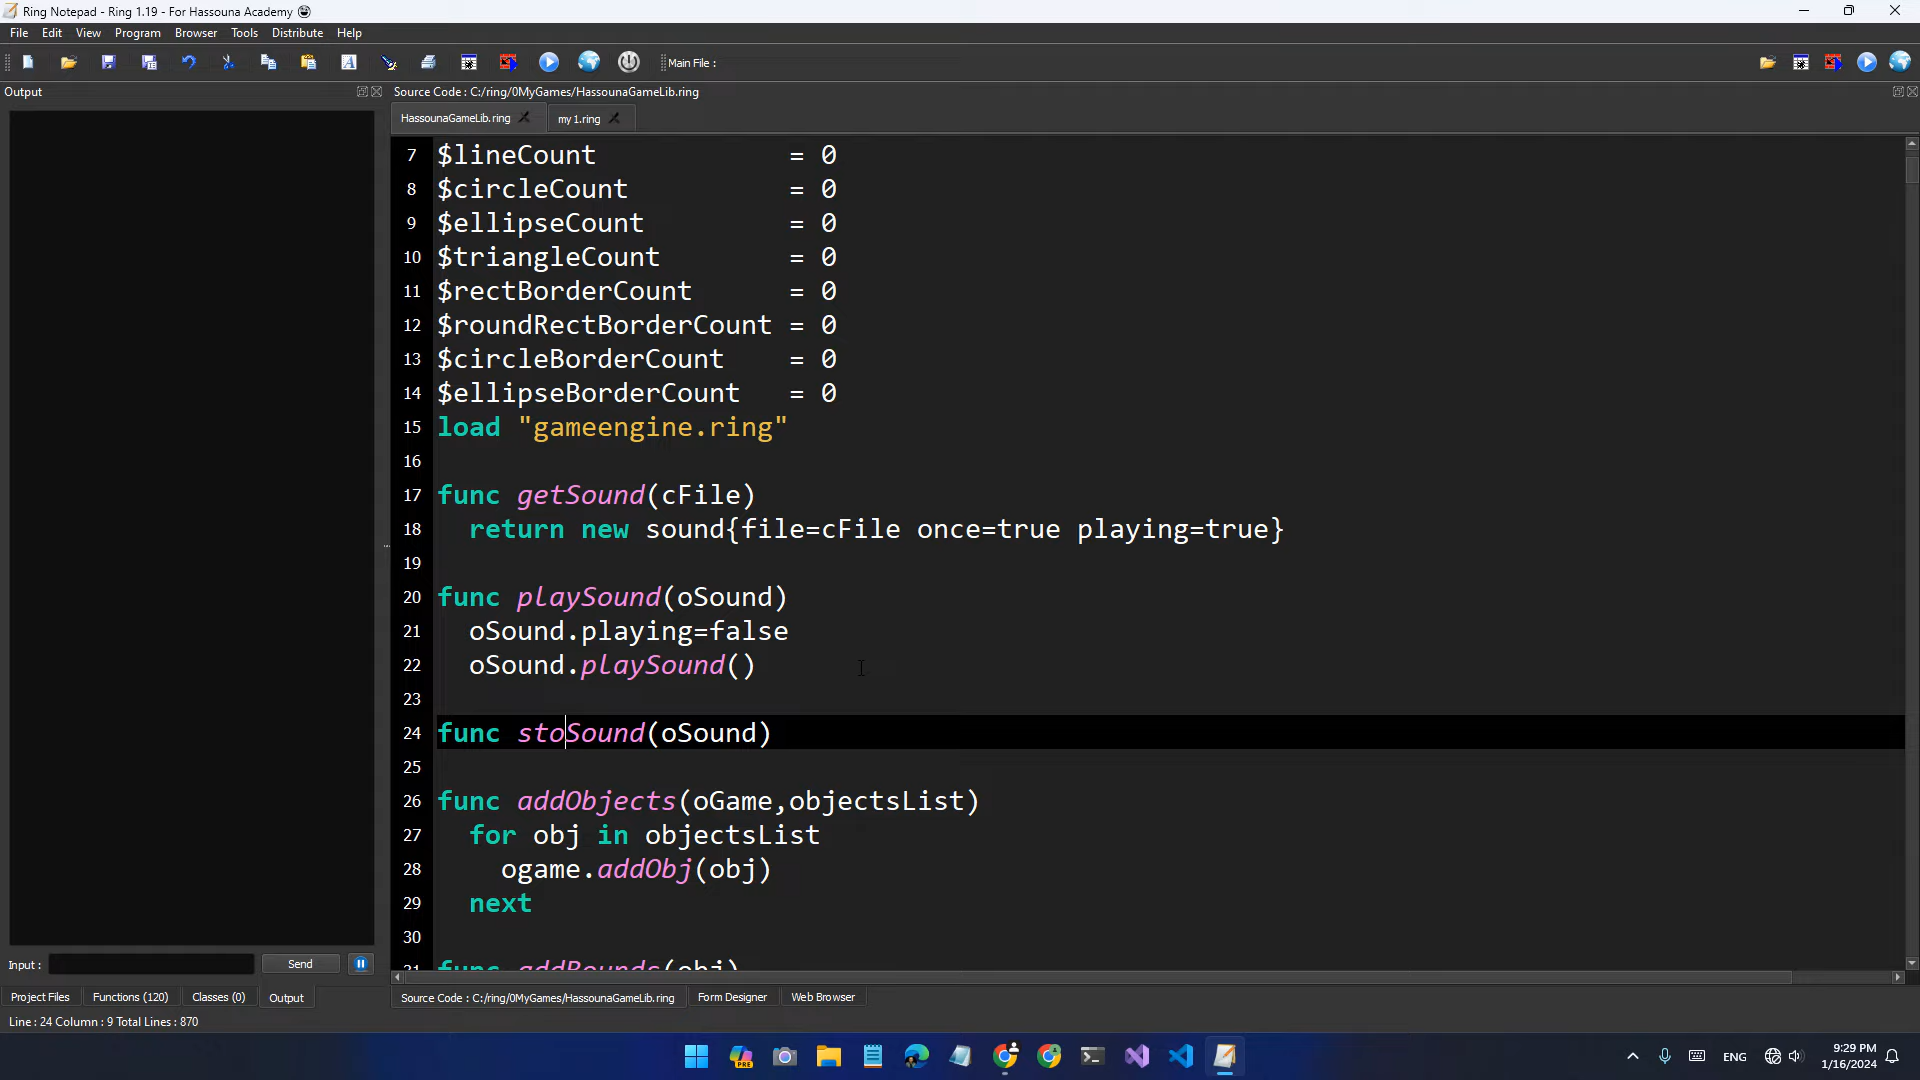 Ring Notepad - Ring 1.19 - For Hassouna Academy
File Edit View Program Browser Tools Distribute Help
Main File :
Output
Source Code : C:/ring/0MyGames/HassounaGameLib.ring
HassounaGameLib.ring
my 1.ring
7 $lineCount = 0
8 $circleCount = 0
9 $ellipseCount = 0
10 $triangleCount = 0
11 $rectBorderCount = 0
12 $roundRectBorderCount = 0
13 $circleBorderCount = 0
14 $ellipseBorderCount = 0
15 load "gameengine.ring"
16
17 func getSound(cFile)
18 return new sound{file=cFile once=true playing=true}
19
20 func playSound(oSound)
21 oSound.playing=false
22 oSound.playSound()
23
24 func stoSound(oSound)
25
26 func addObjects(oGame,objectsList)
27 for obj in objectsList
28 ogame.addObj(obj)
29 next
30
31 func addBounds(obj)
Input :
Send
Project Files Functions (120) Classes (0) Output
Source Code : C:/ring/0MyGames/HassounaGameLib.ring Form Designer Web Browser
Line : 24 Column : 9 Total Lines : 870
PRE
ENG
9:29 PM
1/16/2024